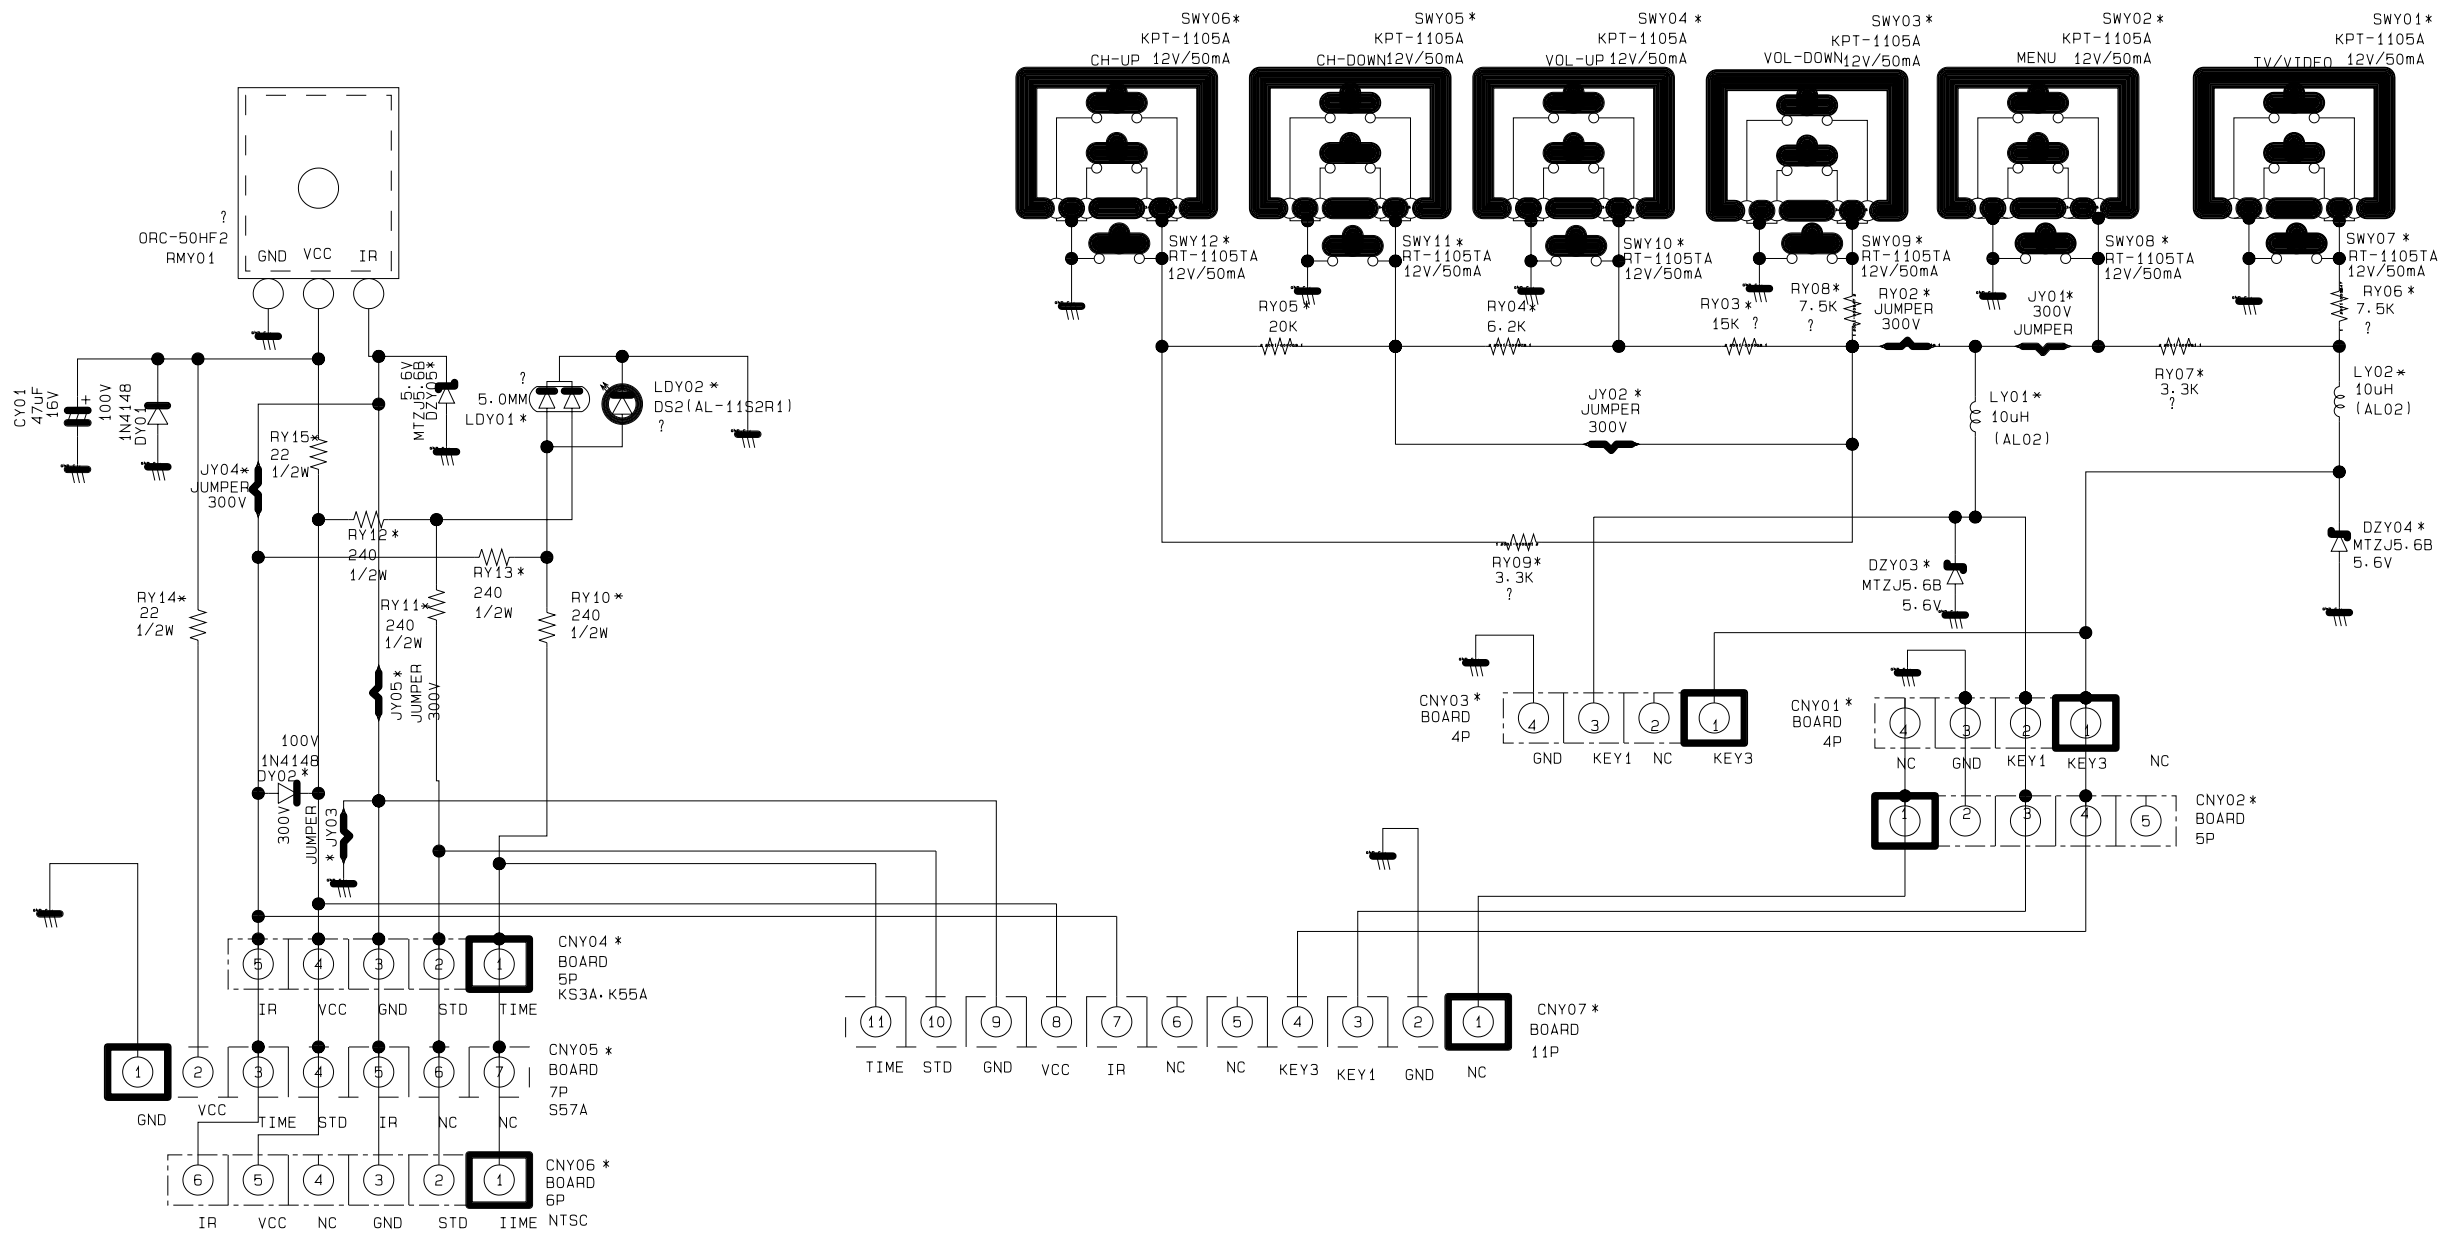 SWY06*
KPT-1105A
CH-UP 12V/50mA
SWY05*
KPT-1105A
CH-DOWN 12V/50mA
SWY04 *
KPT-1105A
VOL-UP 12V/50mA
SWY03 *
KPT-1105A
VOL-DOWN 12V/50mA
SWY02 *
KPT-1105A
MENU 12V/50mA
SWY01*
KPT-1105A
TV/VIDEO 12V/50mA
?
ORC-50HF2
RMY01
GND VCC IR
SWY12 *
RT-1105TA
12V/50mA
SWY11 *
RT-1105TA
12V/50mA
SWY10 *
RT-1105TA
12V/50mA
SWY09 *
RT-1105TA
12V/50mA
SWY08 *
RT-1105TA
12V/50mA
SWY07 *
RT-1105TA
12V/50mA
RY05 *
20K
RY04 *
6.2K
RY03 *
15K ?
RY08 *
7.5K
?
RY02 *
JUMPER
300V
JY01*
300V
JUMPER
RY06 *
7.5K
?
CY01
47uF
16V
+
100V
1N4148
DY01
5.6V
MTZJ5.6B
DZY05*
?
5.0MM
LDY01 *
LDY02 *
DS2(AL-11S2R1)
?
RY07*
3.3K
?
LY02*
10uH
(AL02)
JY02 *
JUMPER
300V
LY01*
10uH
(AL02)
RY15*
22
1/2W
JY04*
JUMPER
300V
RY12*
240
1/2W
RY13*
240
1/2W
RY09*
3.3K
?
DZY03*
MTZJ5.6B
5.6V
DZY04*
MTZJ5.6B
5.6V
RY14*
22
1/2W
RY11*
240
1/2W
RY10*
240
1/2W
JY05 *
JUMPER
300V
CNY03 *
BOARD
4P
4 3 2 1
GND KEY1 NC KEY3
CNY01 *
BOARD
4P
4 3 2 1
NC GND KEY1 KEY3 NC
100V
1N4148
DY02 *
300V
JUMPER
* JY03
1 2 3 4 5
CNY02 *
BOARD
5P
5 4 3 2 1
CNY04 *
BOARD
5P
KS3A.K55A
IR VCC GND STD TIME
11 10 9 8 7 6 5 4 3 2 1
CNY07 *
BOARD
11P
TIME STD GND VCC IR NC NC KEY3 KEY1 GND NC
1 2 3 4 5 6 7
CNY05 *
BOARD
7P
S57A
GND VCC TIME STD IR NC NC
6 5 4 3 2 1
CNY06 *
BOARD
6P
NTSC
IR VCC NC GND STD IIME